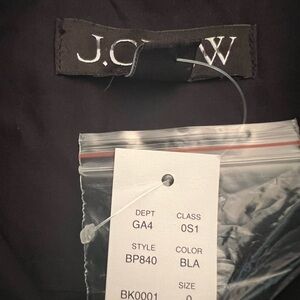 J.C W
DEPT CLASS
GA4 0S1
STYLE COLOR
BP840 BLA
SIZE
BK0001 0